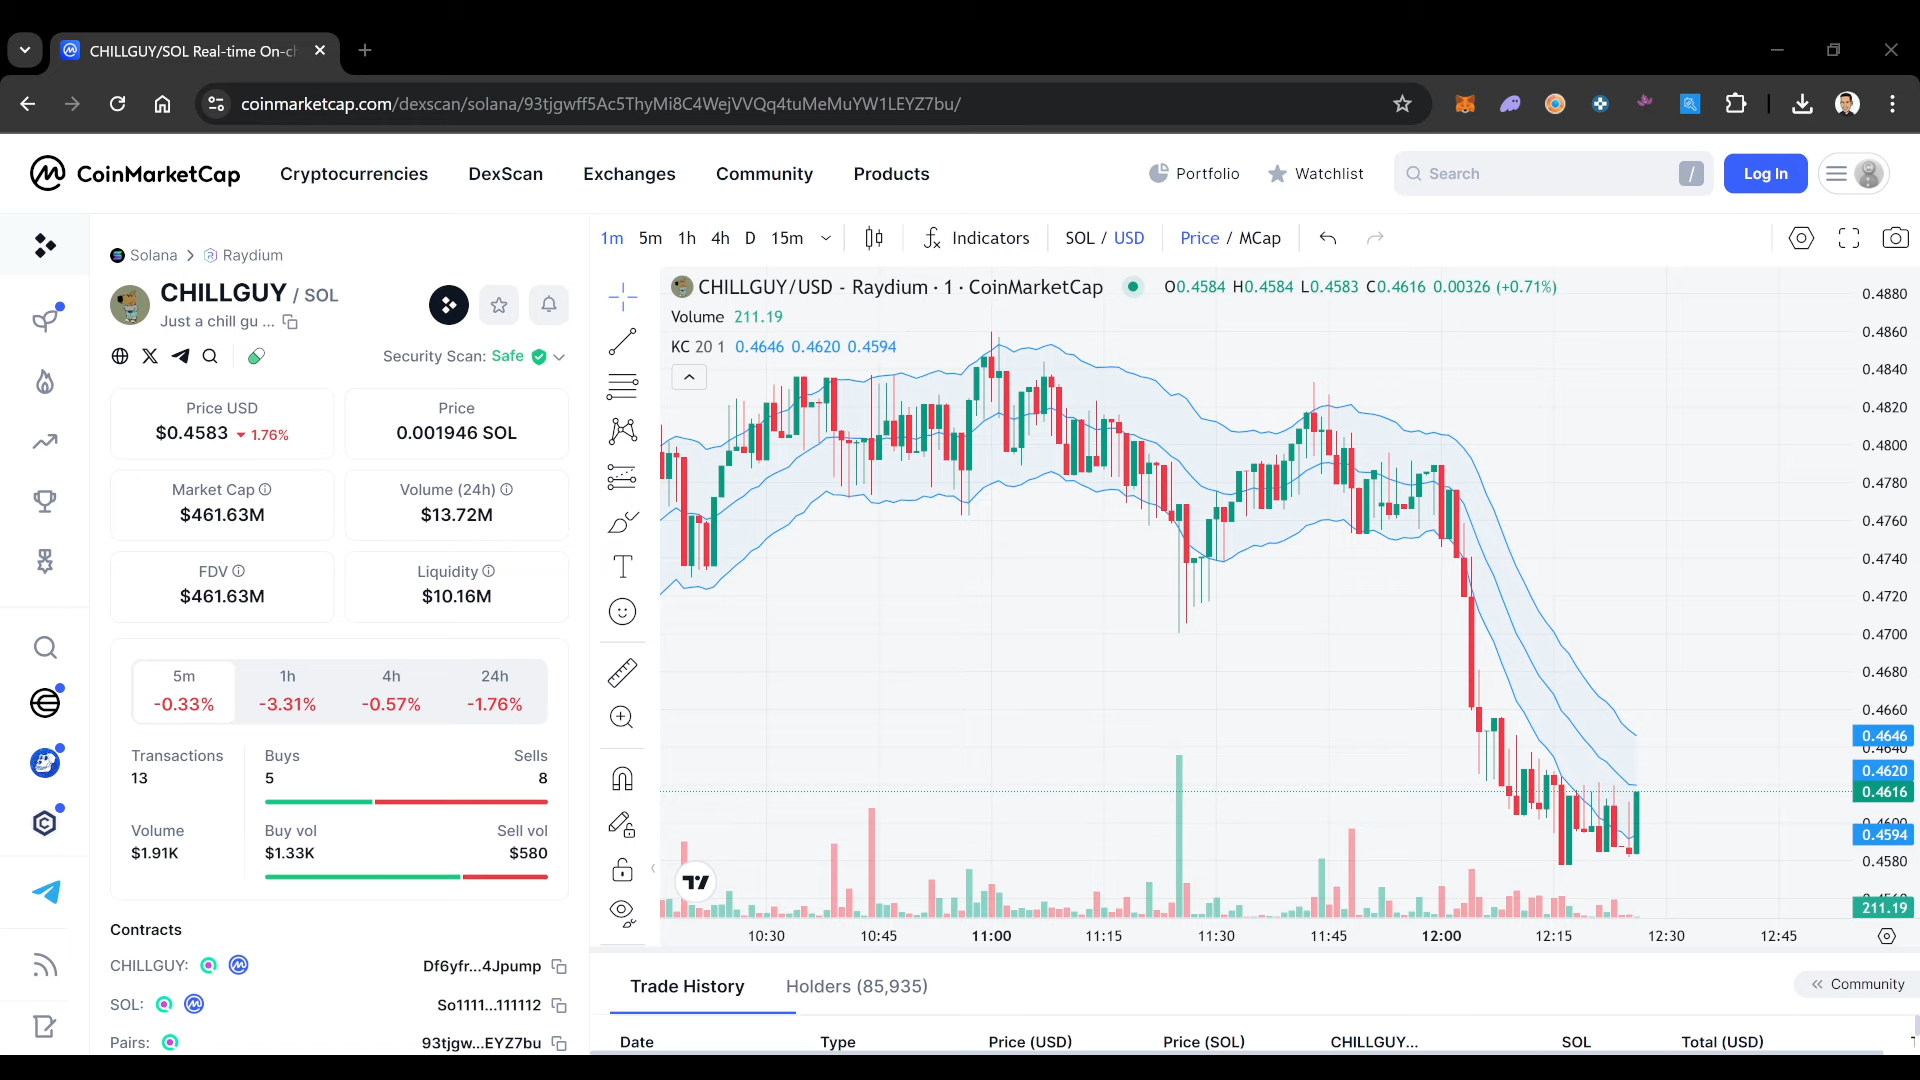 CHILLGUY/SOL Real-time On-ch
coinmarketcap.com/dexscan/solana/93tjgwff5Ac5ThyMi8C4WejVVQq4tuMeMuYW1LEYZ7bu/
CoinMarketCap Cryptocurrencies DexScan Exchanges Community Products Portfolio Watchlist Search / Log In
Solana > Raydium
CHILLGUY / SOL
Just a chill gu ...
Security Scan: Safe
Price USD
$0.4583 1.76%
Price
0.001946 SOL
Market Cap
$461.63M
Volume (24h)
$13.72M
FDV
$461.63M
Liquidity
$10.16M
5m 1h 4h 24h
-0.33% -3.31% -0.57% -1.76%
Transactions Buys Sells
13 5 8
Volume Buy vol Sell vol
$1.91K $1.33K $580
Contracts
CHILLGUY: Df6yfr...4Jpump
SOL: So1111...111112
Pairs: 93tjgw...EYZ7bu
1m 5m 1h 4h D 15m Indicators SOL / USD Price / MCap
CHILLGUY/USD - Raydium · 1 · CoinMarketCap O0.4584 H0.4584 L0.4583 C0.4616 0.00326 (+0.71%)
Volume 211.19
KC 20 1 0.4646 0.4620 0.4594
0.4880
0.4860
0.4840
0.4820
0.4800
0.4780
0.4760
0.4740
0.4720
0.4700
0.4680
0.4660
0.4646
0.4640
0.4620
0.4616
0.4600
0.4594
0.4580
0.4560
211.19
10:30 10:45 11:00 11:15 11:30 11:45 12:00 12:15 12:30 12:45
Trade History Holders (85,935) Community
Date Type Price (USD) Price (SOL) CHILLGUY... SOL Total (USD)